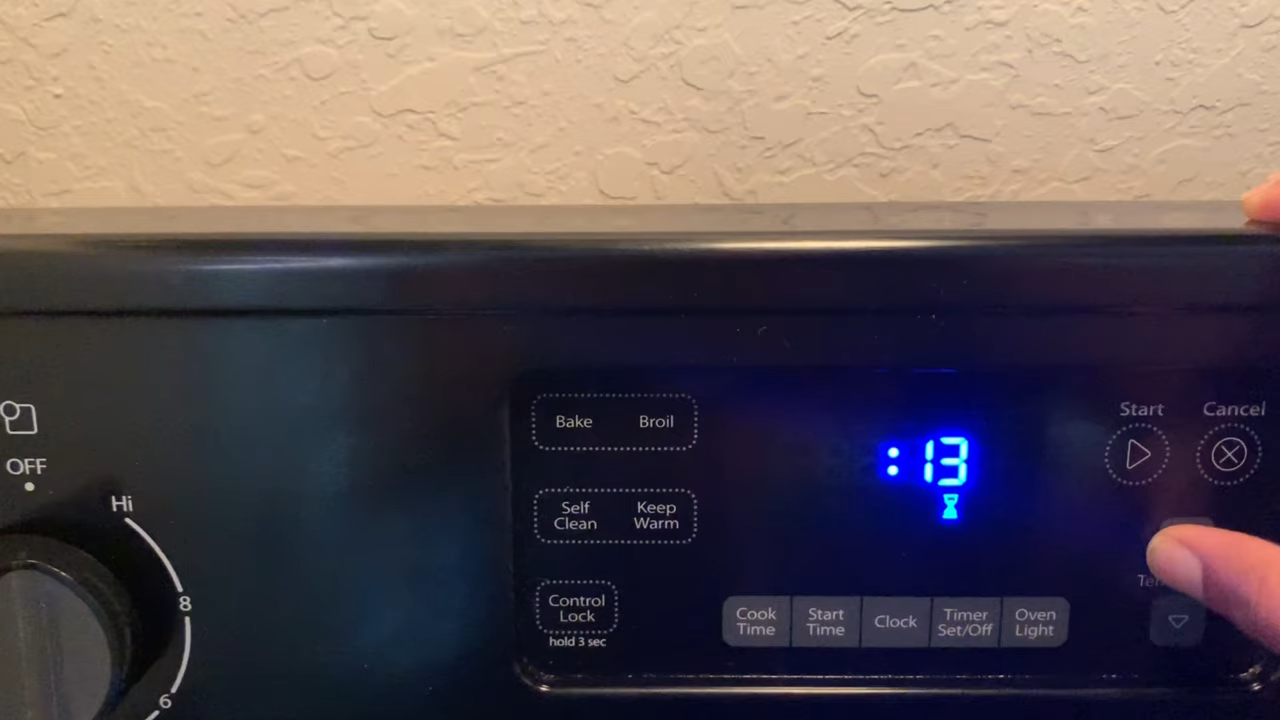 OFF
Hi
8
6
Bake Broil
Self Clean
Keep Warm
Control Lock
hold 3 sec
:13
Cook Time
Start Time
Clock
Timer Set/Off
Oven Light
Start
Cancel